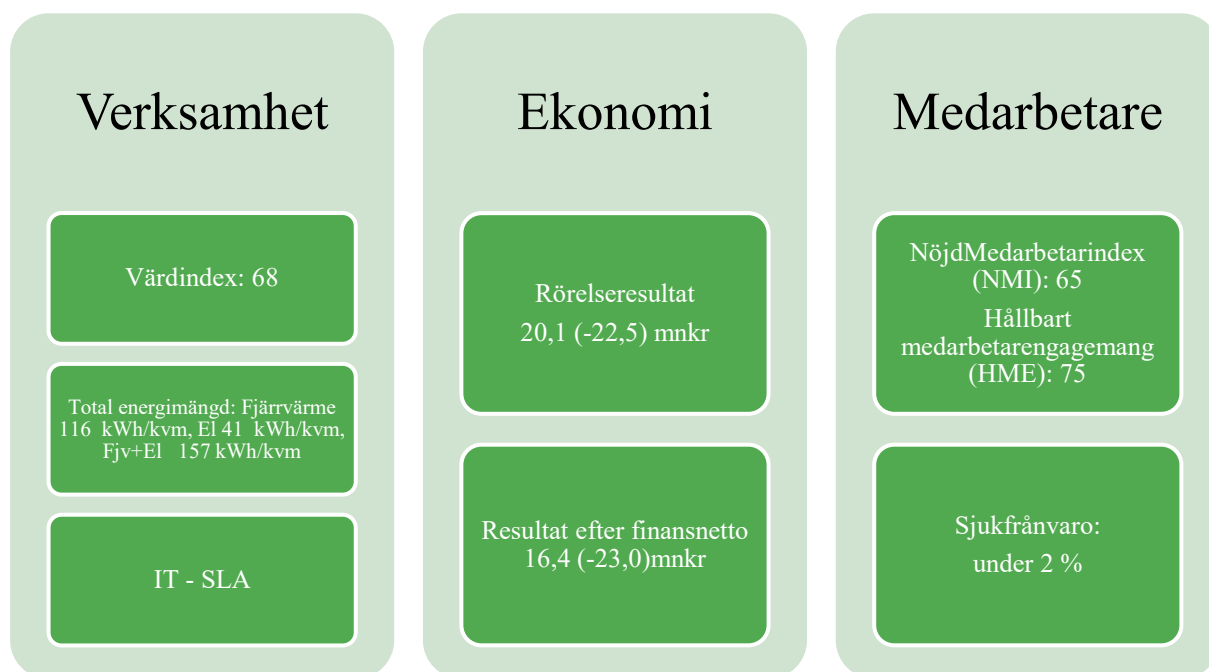 Verksamhet
Värdindex: 68
Total energimängd: Fjärrvärme
116 kWh/kvm, El 41 kWh/kvm,
Fjv+El 157 kWh/kvm
IT - SLA
Ekonomi
Rörelseresultat
20,1 (-22,5) mnkr
Resultat efter finansnetto
16,4 (-23,0)mnkr
Medarbetare
NöjdMedarbetarindex
(NMI): 65
Hållbart
medarbetarengagemang
(HME): 75
Sjukfrånvaro:
under 2 %